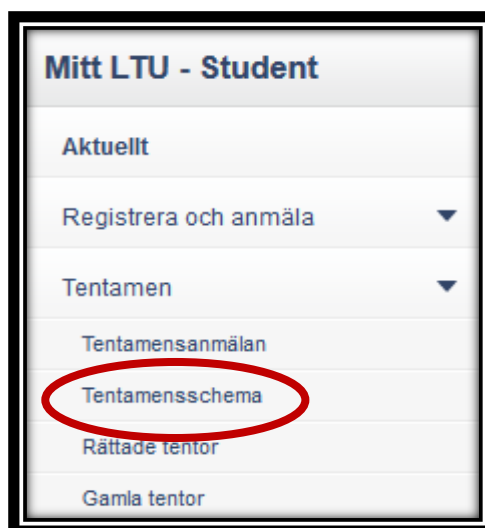 Mitt LTU - Student
Aktuellt
Registrera och anmäla
Tentamen
Tentamensanmälan
Tentamensschema
Rättade tentor
Gamla tentor